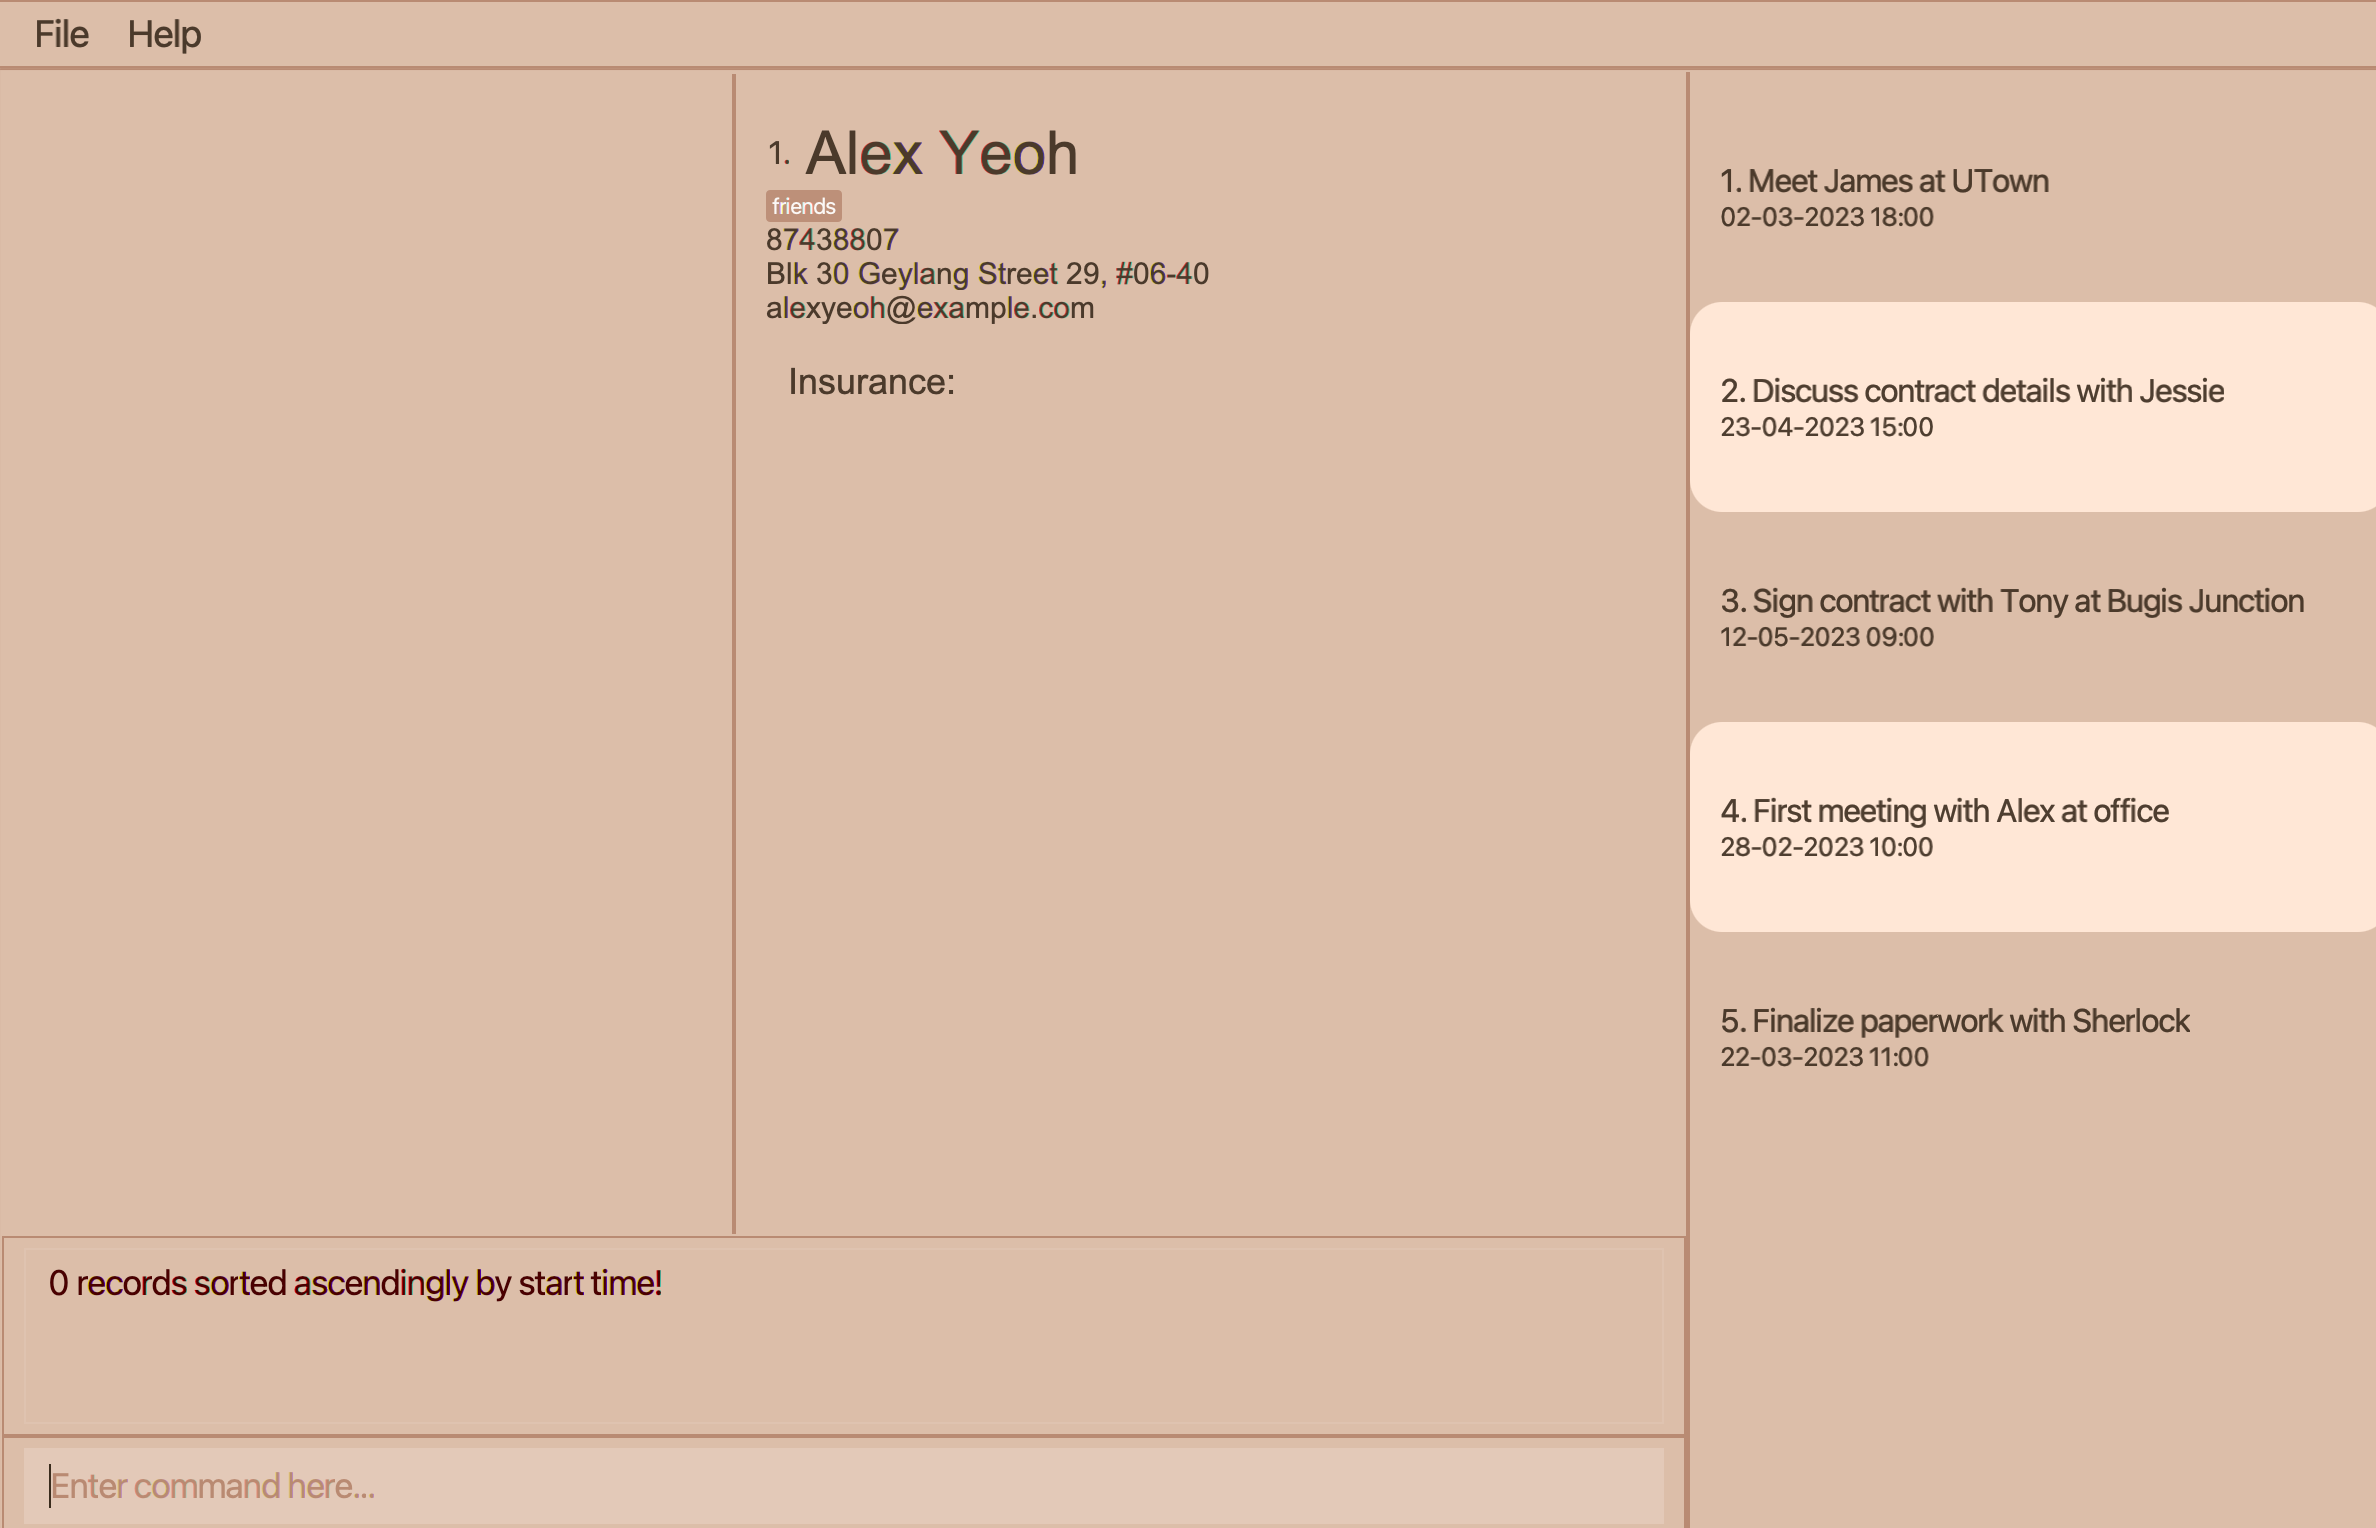 File Help
1. Alex Yeoh
friends
87438807
Blk 30 Geylang Street 29, #06-40
alexyeoh@example.com
Insurance:
1. Meet James at UTown
02-03-2023 18:00
2. Discuss contract details with Jessie
23-04-2023 15:00
3. Sign contract with Tony at Bugis Junction
12-05-2023 09:00
4. First meeting with Alex at office
28-02-2023 10:00
5. Finalize paperwork with Sherlock
22-03-2023 11:00
0 records sorted ascendingly by start time!
Enter command here...